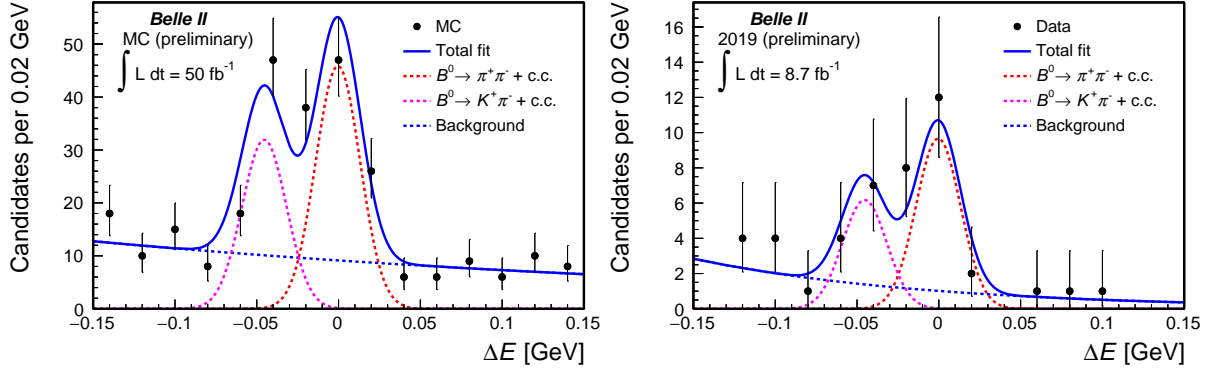 Belle II
MC (preliminary)
∫ L dt = 50 fb⁻¹
MC
Total fit
B⁰→ π⁺π⁻ + c.c.
B⁰→ K⁺π⁻ + c.c.
Background
Candidates per 0.02 GeV
50
40
30
20
10
0
−0.15 −0.1 −0.05 0 0.05 0.1 0.15
ΔE [GeV]
Belle II
2019 (preliminary)
∫ L dt = 8.7 fb⁻¹
Data
Total fit
B⁰→ π⁺π⁻ + c.c.
B⁰→ K⁺π⁻ + c.c.
Background
Candidates per 0.02 GeV
16
14
12
10
8
6
4
2
0
−0.15 −0.1 −0.05 0 0.05 0.1 0.15
ΔE [GeV]